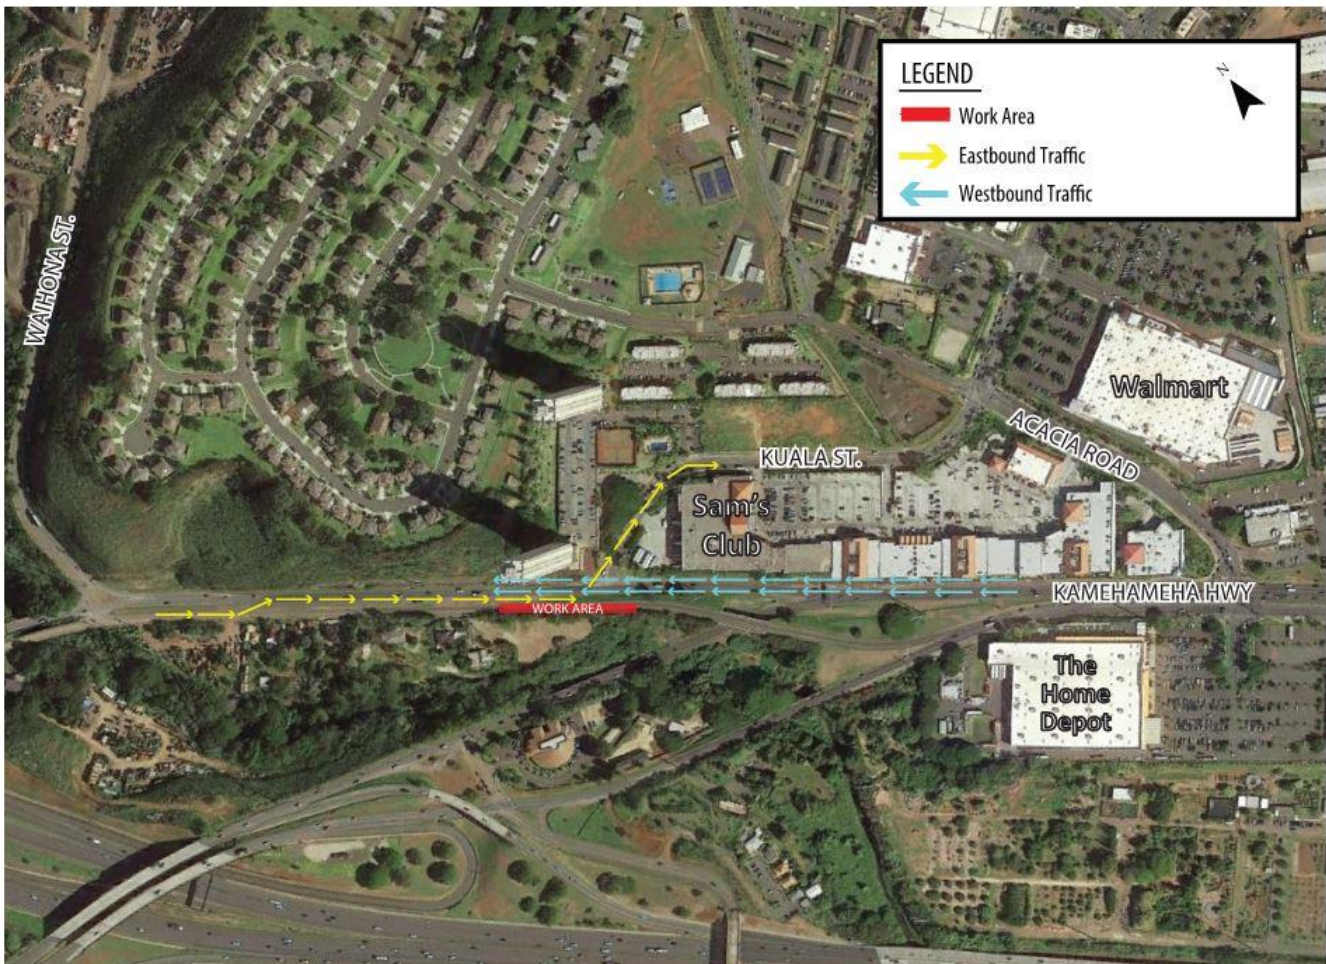 LEGEND
N
Work Area
Eastbound Traffic
Westbound Traffic
WAIHONA ST.
Walmart
ACACIA ROAD
KUALA ST.
Sam's
Club
KAMEHAMEHA HWY
WORK AREA
The
Home
Depot